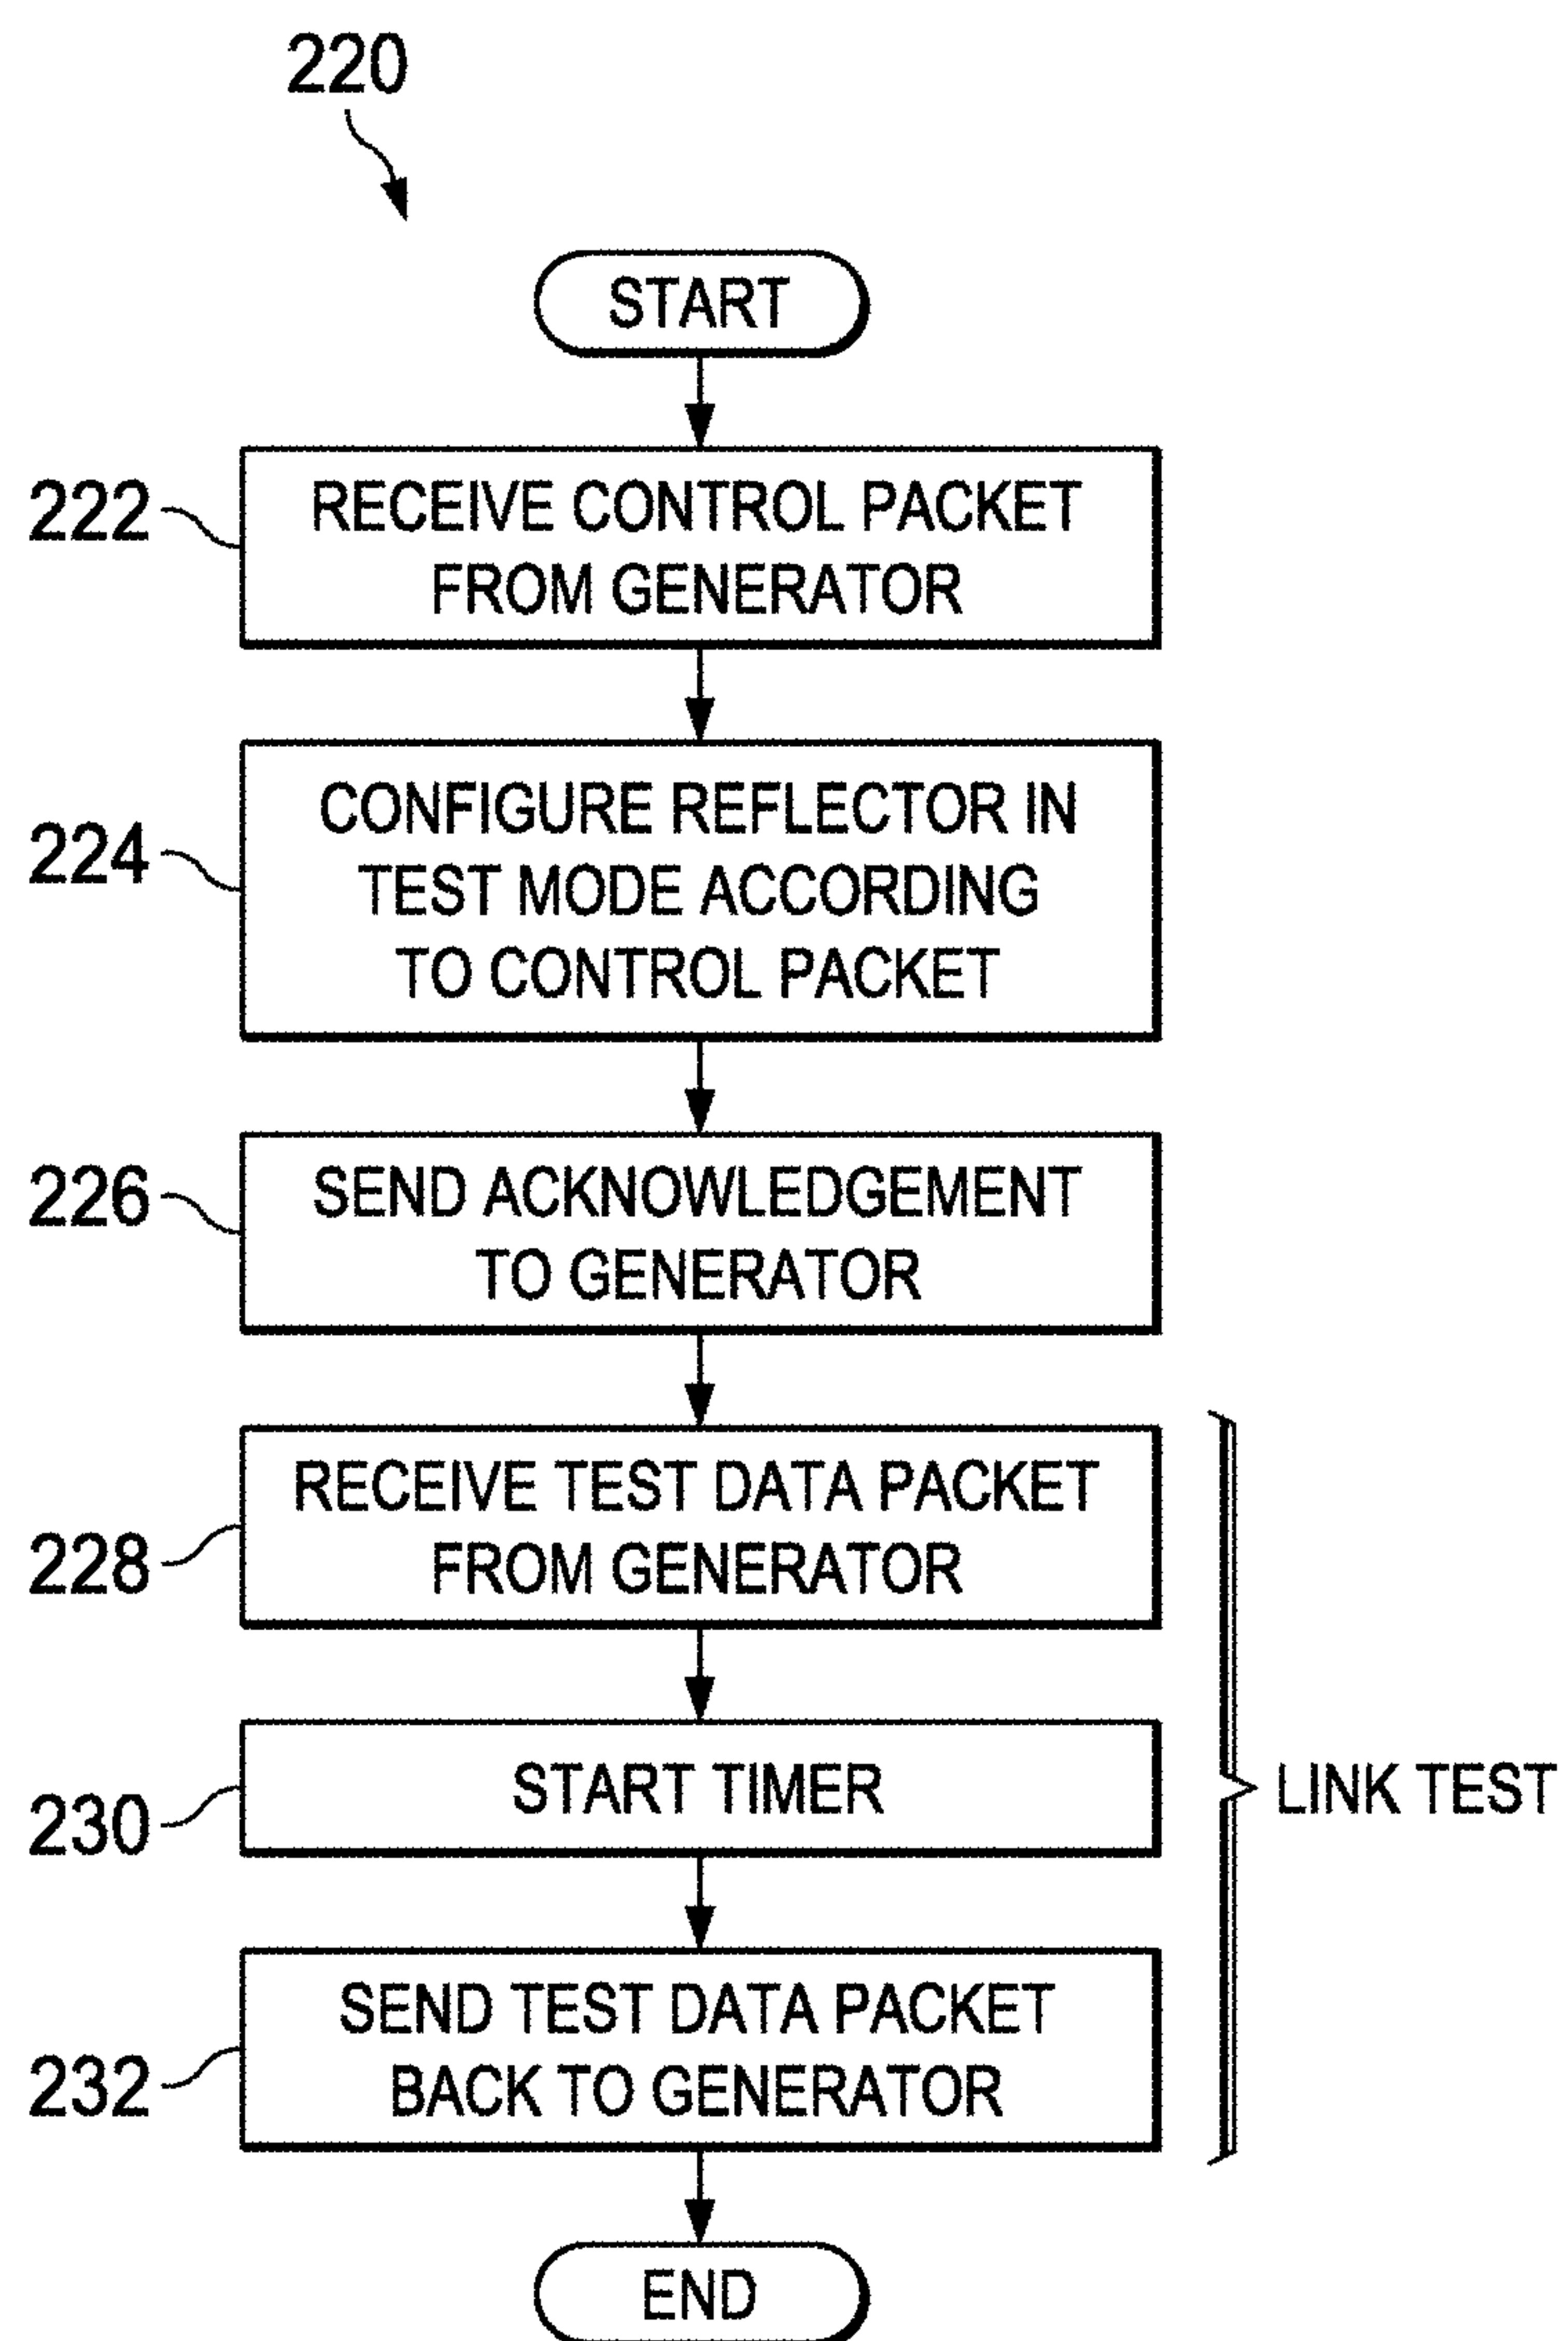 220
START
222
RECEIVE CONTROL PACKET
FROM GENERATOR
224
CONFIGURE REFLECTOR IN
TEST MODE ACCORDING
TO CONTROL PACKET
226
SEND ACKNOWLEDGEMENT
TO GENERATOR
228
RECEIVE TEST DATA PACKET
FROM GENERATOR
230
START TIMER
LINK TEST
232
SEND TEST DATA PACKET
BACK TO GENERATOR
END